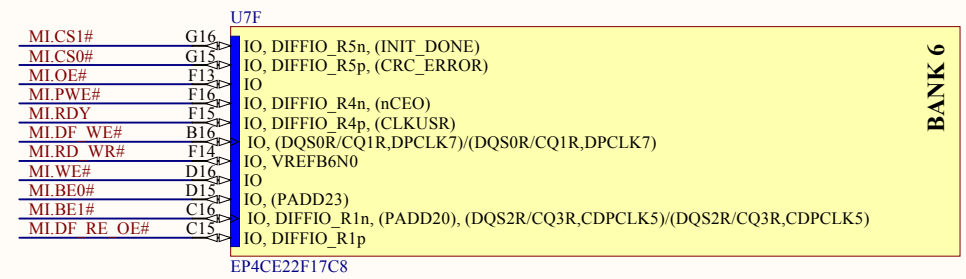 U7F
MI.CS1# G16 IO, DIFFIO_R5n, (INIT_DONE)
MI.CS0# G15 IO, DIFFIO_R5p, (CRC_ERROR)
MI.OE# F13 IO
MI.PWE# F16 IO, DIFFIO_R4n, (nCEO)
MI.RDY F15 IO, DIFFIO_R4p, (CLKUSR)
MI.DF_WE# B16 IO, (DQS0R/CQ1R,DPCLK7)/(DQS0R/CQ1R,DPCLK7)
MI.RD_WR# F14 IO, VREFB6N0
MI.WE# D16 IO
MI.BE0# D15 IO, (PADD23)
MI.BE1# C16 IO, DIFFIO_R1n, (PADD20), (DQS2R/CQ3R,CDPCLK5)/(DQS2R/CQ3R,CDPCLK5)
MI.DF_RE_OE# C15 IO, DIFFIO_R1p
BANK 6
EP4CE22F17C8